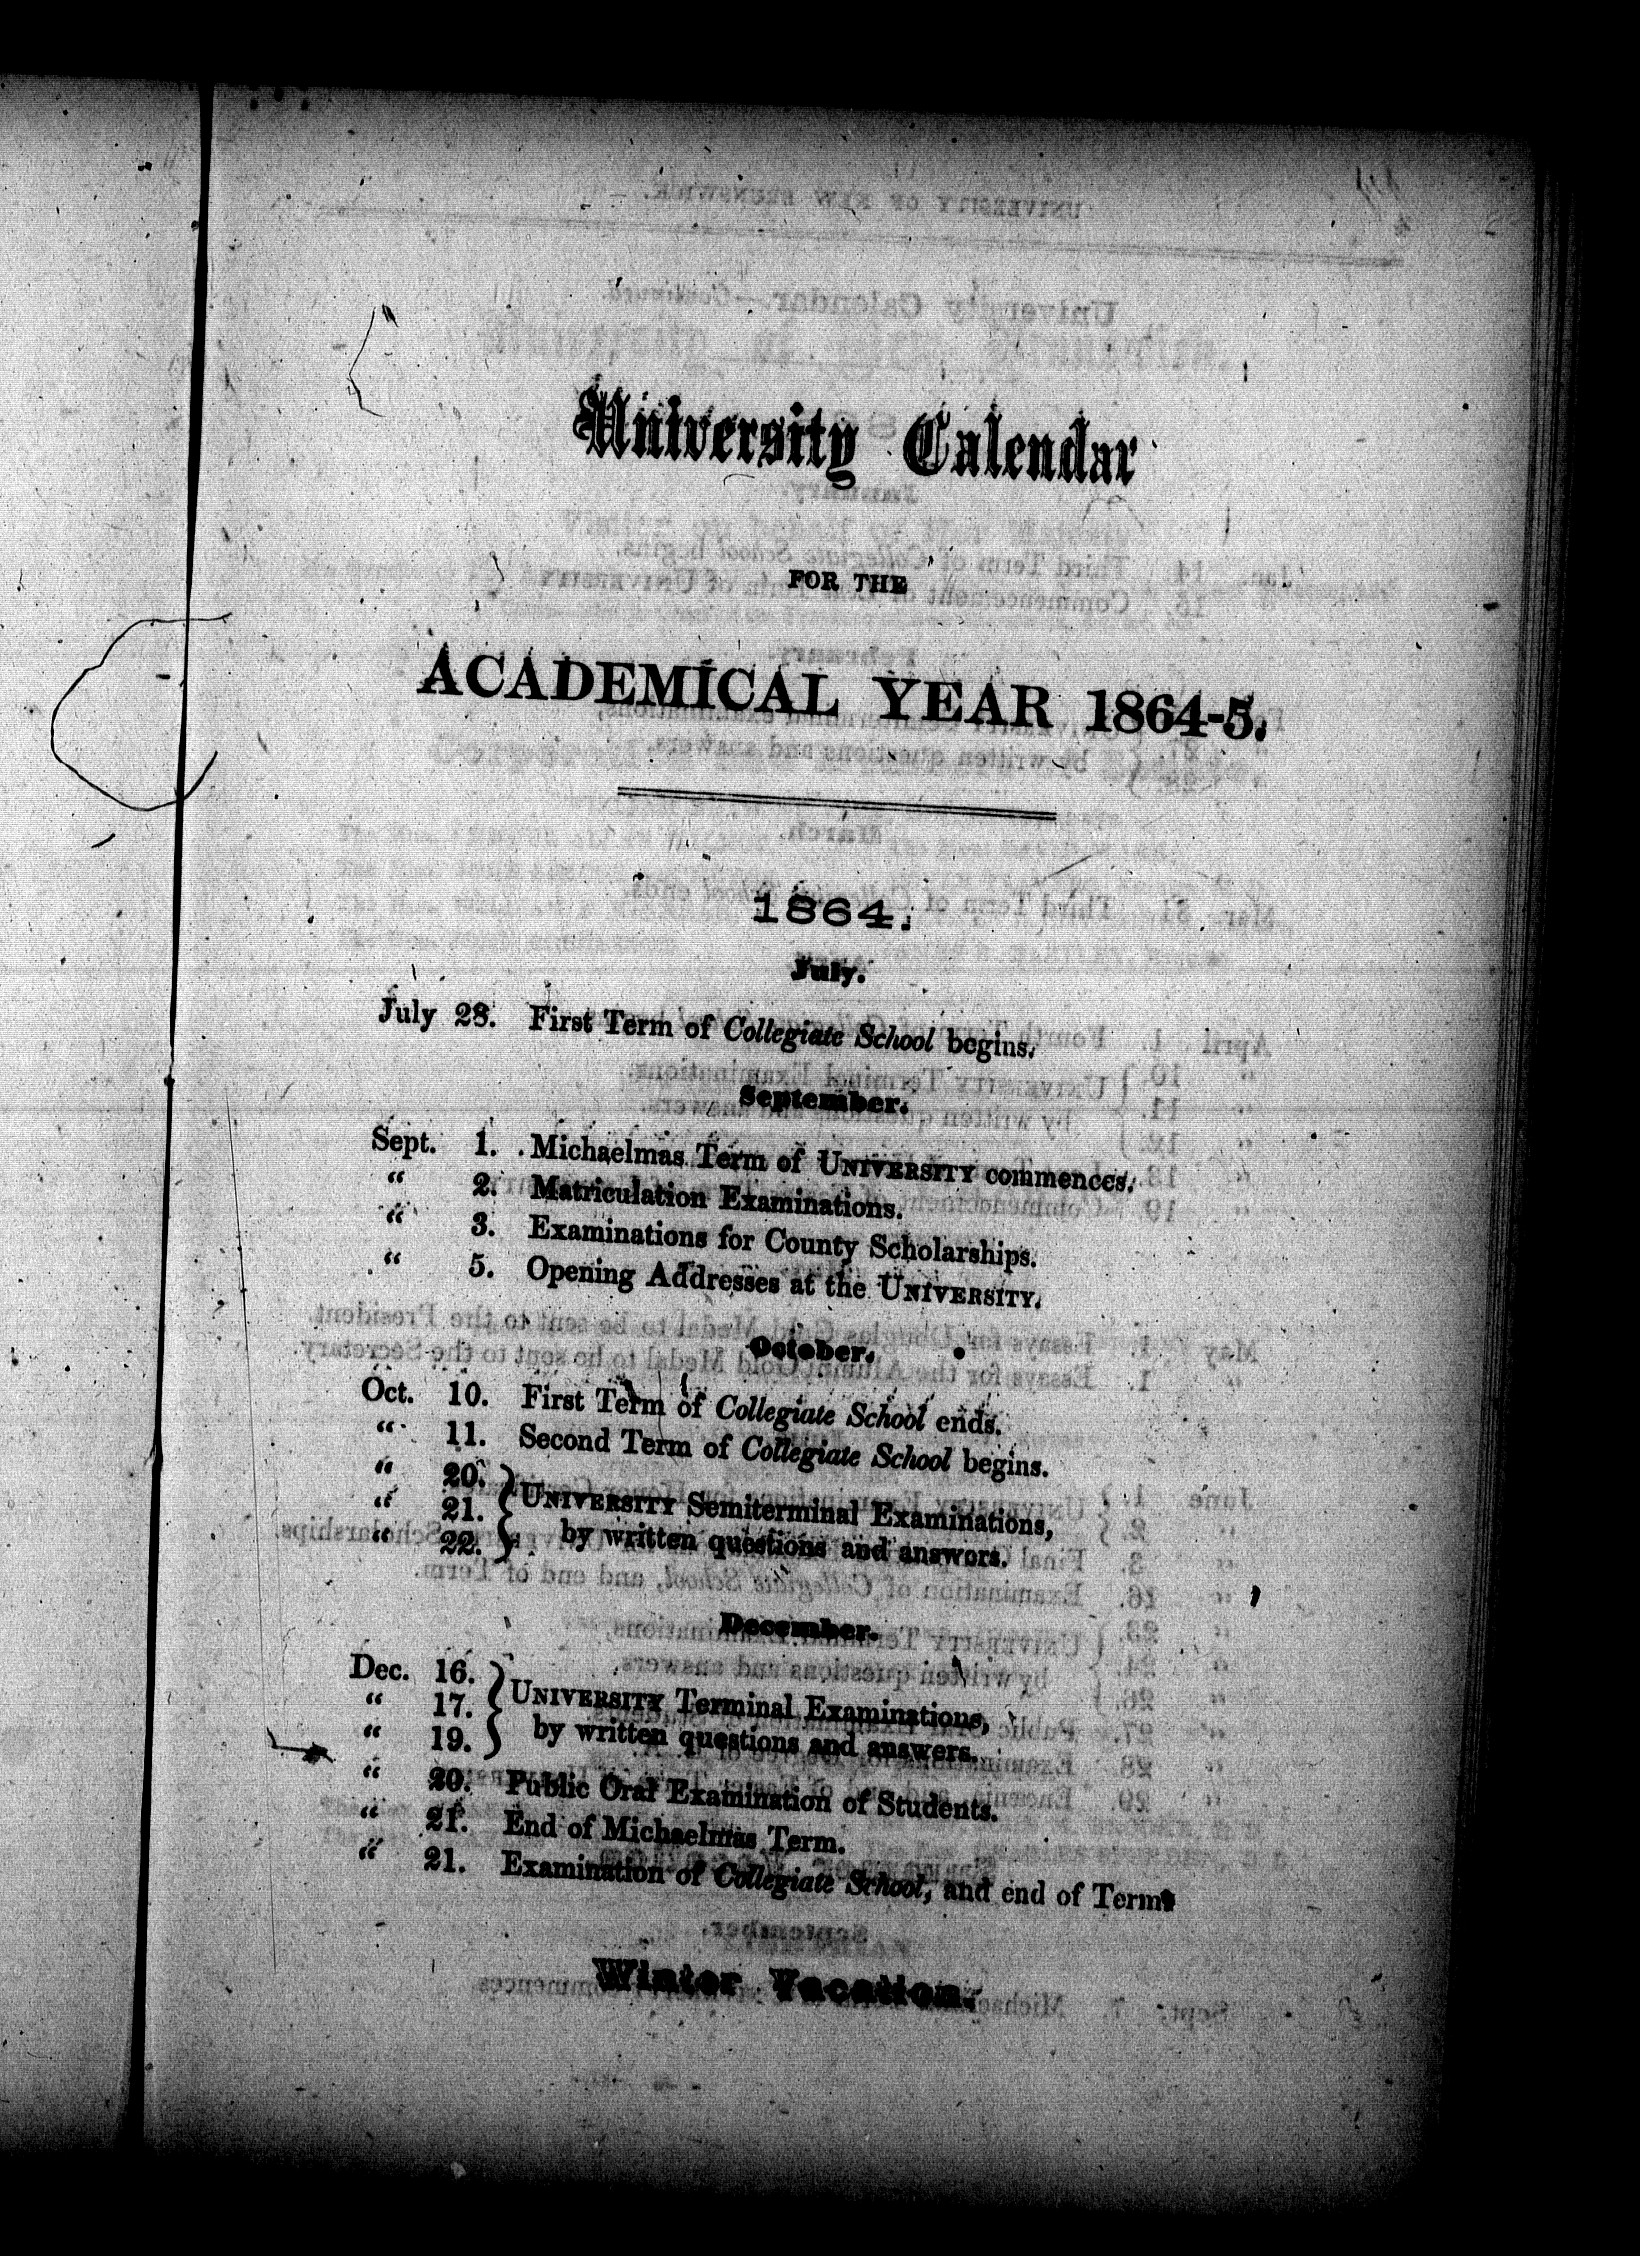 University Calendar
FOR THE
ACADEMICAL YEAR 1864-5.
1864.
July.
July 28. First Term of Collegiate School begins.
September.
Sept. 1. Michaelmas Term of UNIVERSITY commences.
“ 2. Matriculation Examinations.
“ 3. Examinations for County Scholarships.
“ 5. Opening Addresses at the UNIVERSITY.
October.
Oct. 10. First Term of Collegiate School ends.
“ 11. Second Term of Collegiate School begins.
“ 20.
“ 21. } UNIVERSITY Semiterminal Examinations,
“ 22. by written questions and answers.
December.
Dec. 16.
“ 17. } UNIVERSITY Terminal Examinations,
“ 19. by written questions and answers.
“ 20. Public Oral Examination of Students.
“ 21. End of Michaelmas Term.
“ 21. Examination of Collegiate School, and end of Term.
Winter Vacation.